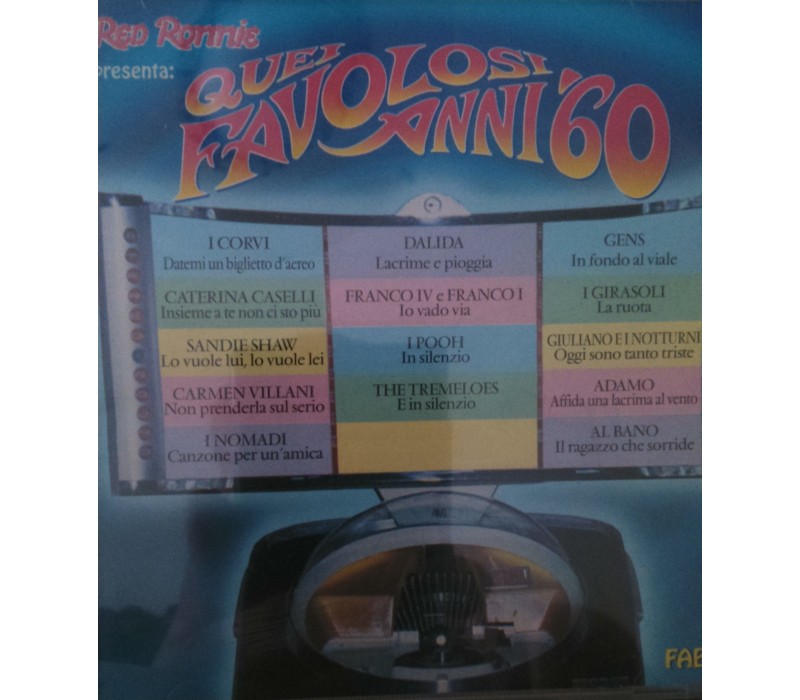 Red Ronnie
presenta:
QUEI
FAVOLOSI
ANNI '60
I CORVI
Datemi un biglietto d'aereo
CATERINA CASELLI
Insieme a te non ci sto più
SANDIE SHAW
Lo vuole lui, lo vuole lei
CARMEN VILLANI
Non prenderla sul serio
I NOMADI
Canzone per un'amica
DALIDA
Lacrime e pioggia
FRANCO IV e FRANCO I
Io vado via
I POOH
In silenzio
THE TREMELOES
E in silenzio
GENS
In fondo al viale
I GIRASOLI
La ruota
GIULIANO E I NOTTURNI
Oggi sono tanto triste
ADAMO
Affida una lacrima al vento
AL BANO
Il ragazzo che sorride